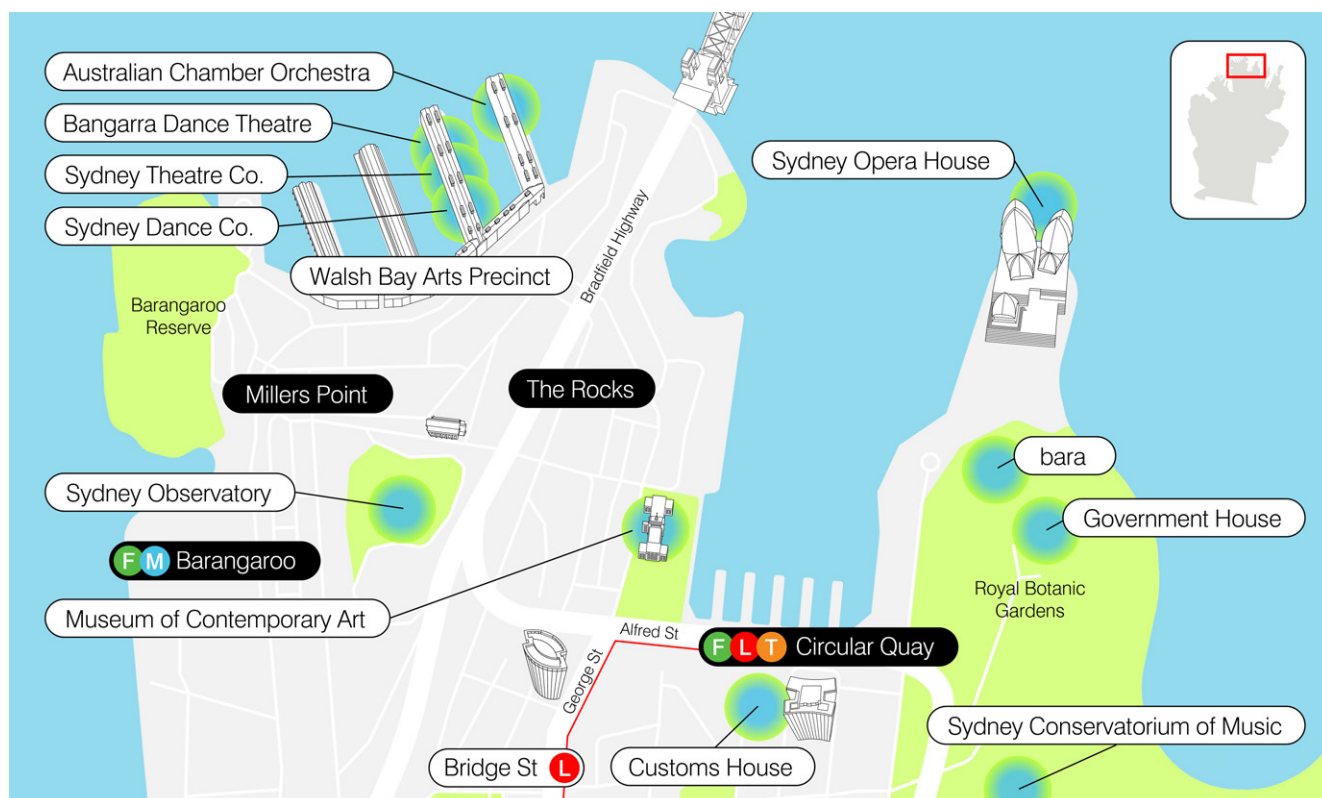 Australian Chamber Orchestra
Bangarra Dance Theatre
Sydney Theatre Co.
Sydney Dance Co.
Walsh Bay Arts Precinct
Bradfield Highway
Sydney Opera House
Barangaroo
Reserve
Millers Point
The Rocks
bara
Sydney Observatory
Government House
F M Barangaroo
Royal Botanic
Gardens
Museum of Contemporary Art
Alfred St
F L T Circular Quay
George St
Sydney Conservatorium of Music
Bridge St L
Customs House